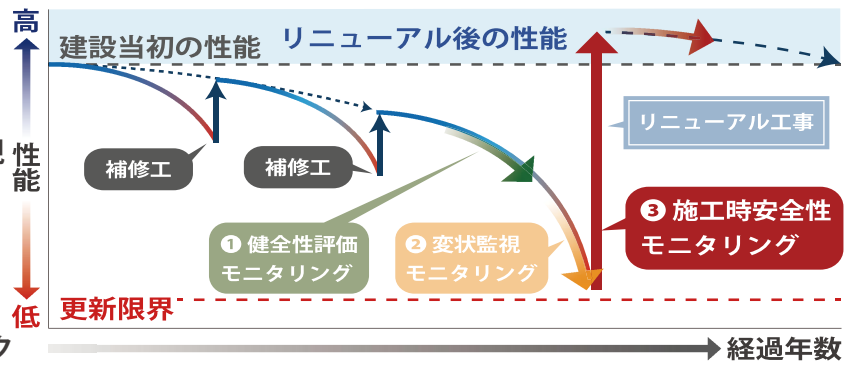 高
建設当初の性能
リニューアル後の性能
性能
リニューアル工事
補修工
補修工
❶ 健全性評価
モニタリング
❷ 変状監視
モニタリング
❸ 施工時安全性
モニタリング
低
更新限界
ク
経過年数